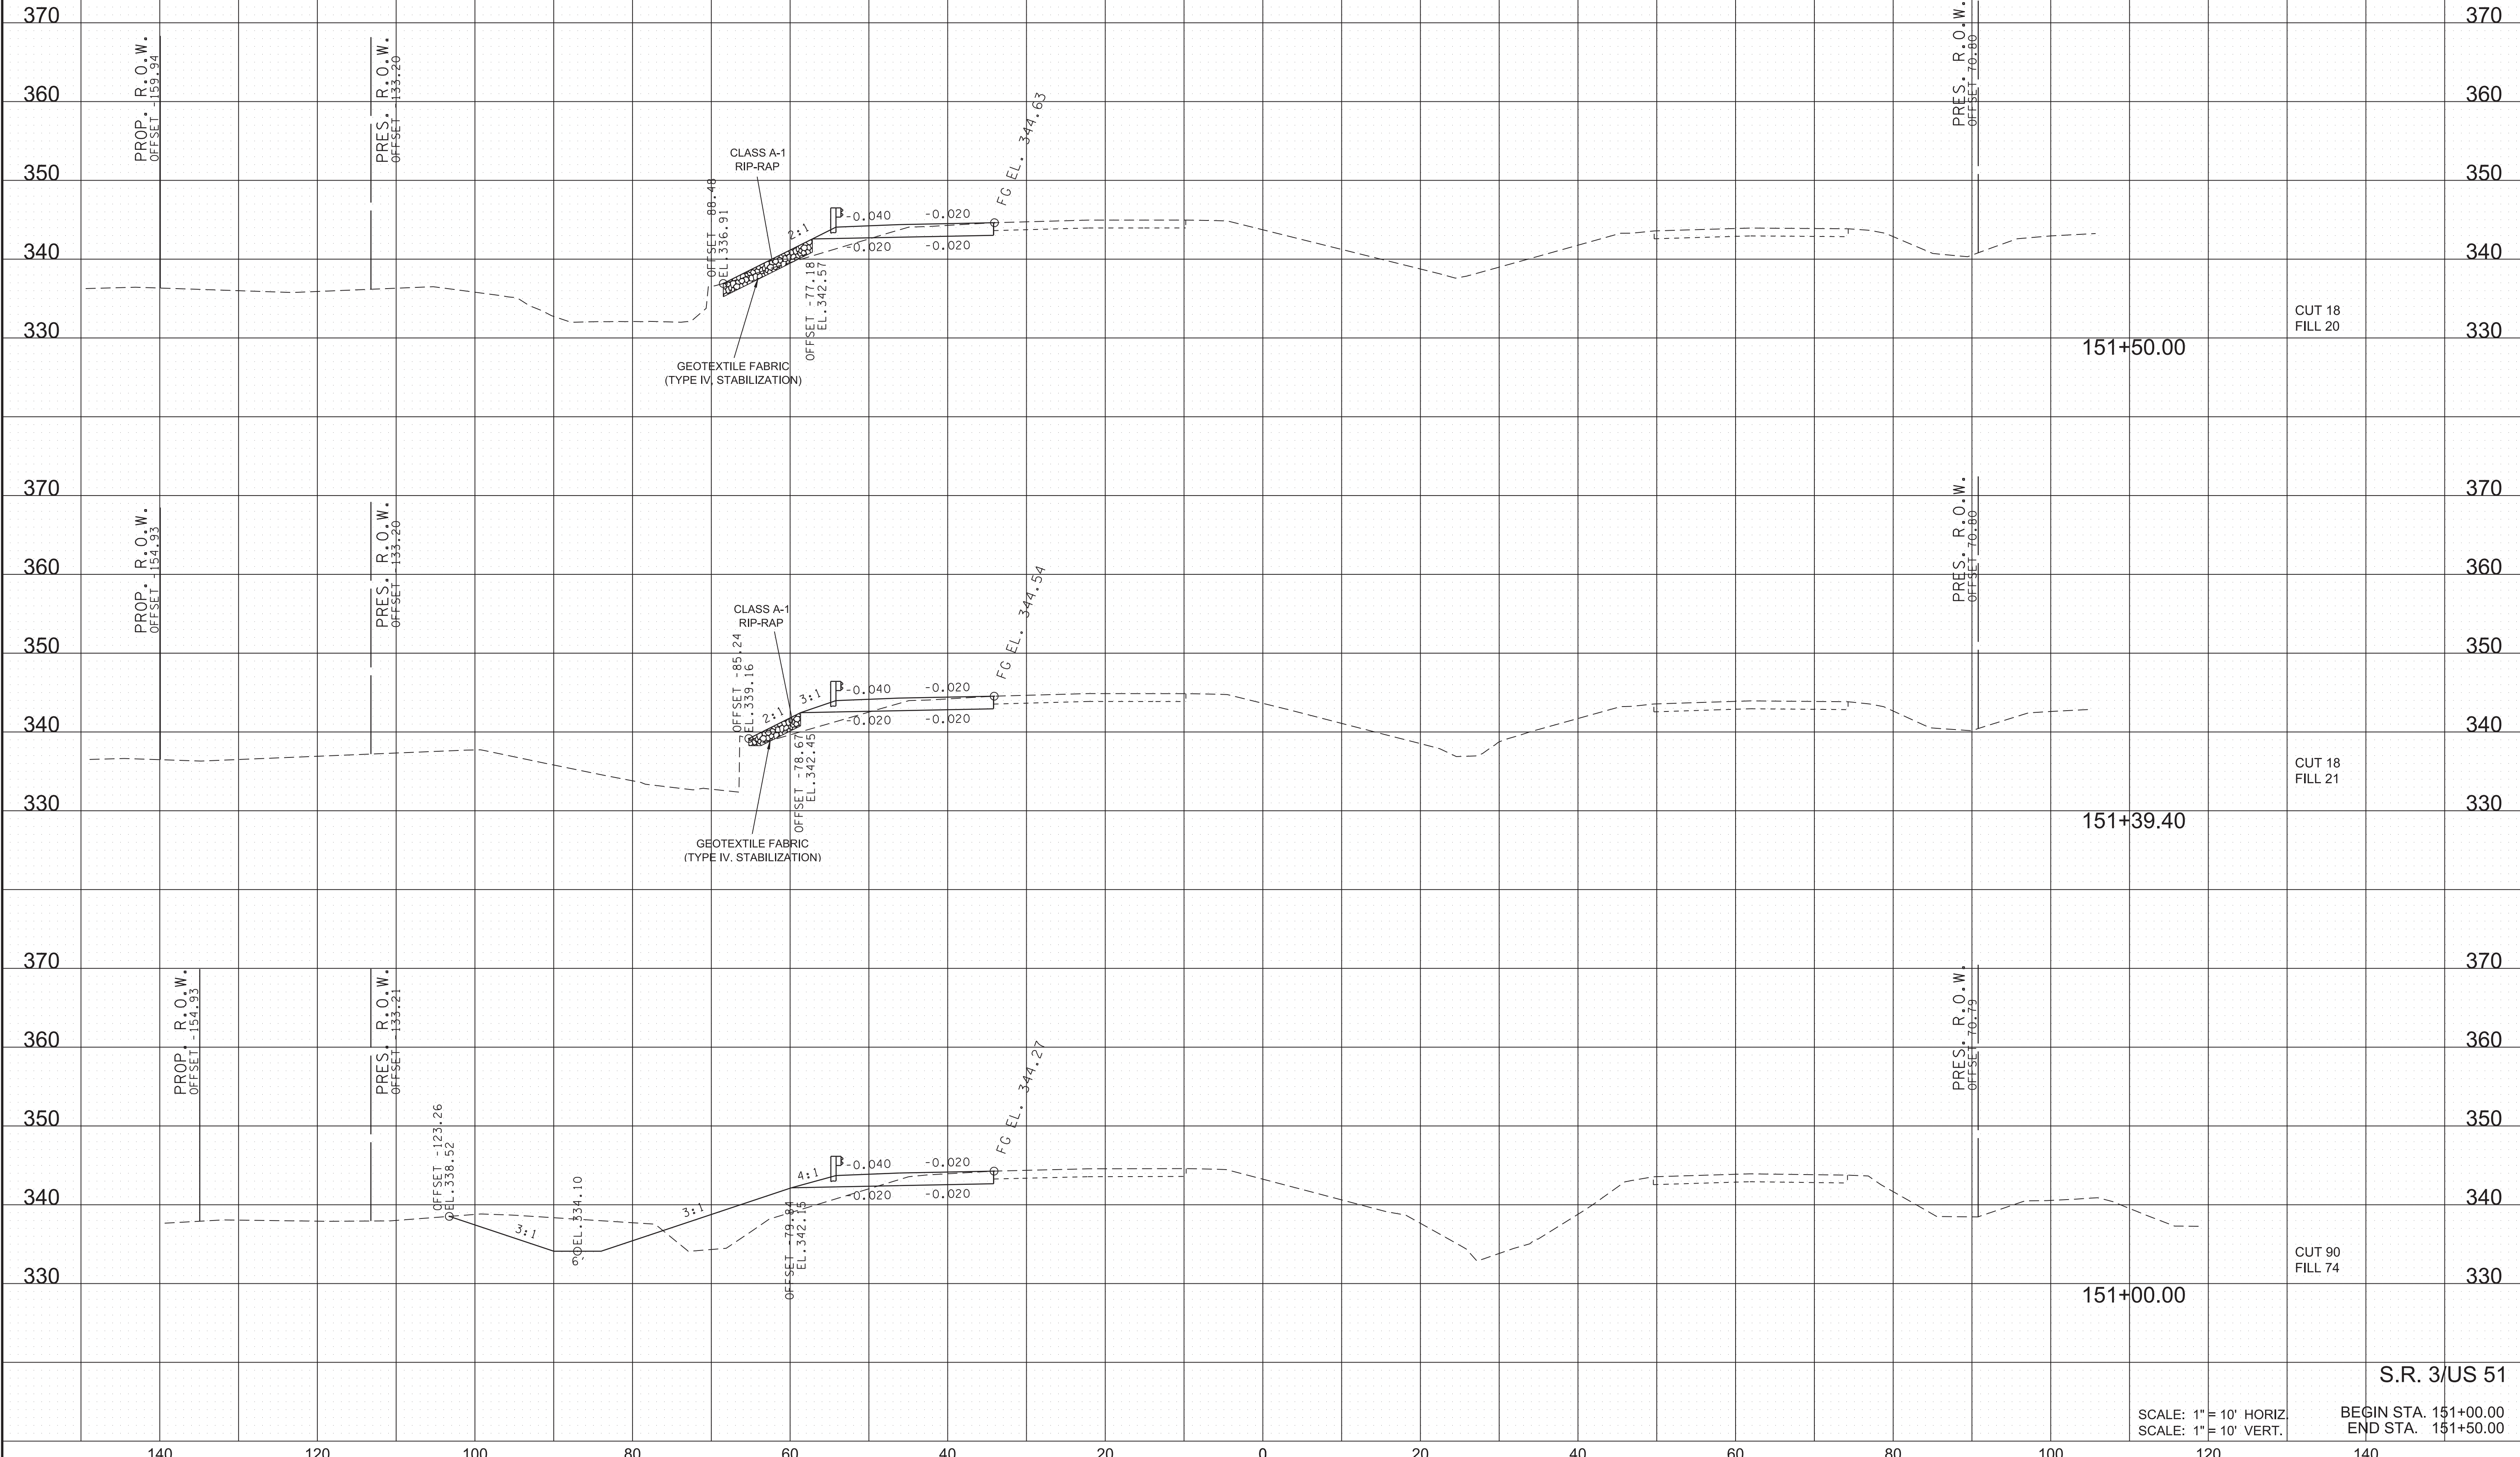 370
370
PROP. R.O.W.
OFFSET -159.94
PRES. R.O.W.
OFFSET -133.20
PRES. R.O.W.
OFFSET 70.80
360
360
CLASS A-1
RIP-RAP
FG EL. 344.63
350
350
OFFSET 88.48
EL.336.91
2:1
-0.040
-0.020
-0.020
-0.020
340
340
OFFSET -77.18
EL.342.57
CUT 18
FILL 20
330
330
151+50.00
GEOTEXTILE FABRIC
(TYPE IV, STABILIZATION)
370
370
PROP. R.O.W.
OFFSET -154.93
PRES. R.O.W.
OFFSET -133.20
PRES. R.O.W.
OFFSET 70.80
360
360
CLASS A-1
RIP-RAP
FG EL. 344.54
350
350
OFFSET -85.24
EL.339.16
2:1
3:1
-0.040
-0.020
-0.020
-0.020
340
340
OFFSET -78.67
EL.342.45
CUT 18
FILL 21
330
330
151+39.40
GEOTEXTILE FABRIC
(TYPE IV. STABILIZATION)
370
370
PROP. R.O.W.
OFFSET -154.93
PRES. R.O.W.
OFFSET -133.21
PRES. R.O.W.
OFFSET 70.79
360
360
FG EL. 344.27
350
350
OFFSET -123.26
EL.338.52
3:1
EL.334.10
3:1
4:1
-0.040
-0.020
-0.020
-0.020
340
340
OFFSET -79.84
EL.342.15
CUT 90
FILL 74
330
330
151+00.00
S.R. 3/US 51
SCALE: 1" = 10' HORIZ.
SCALE: 1" = 10' VERT.
BEGIN STA. 151+00.00
END STA. 151+50.00
140 120 100 80 60 40 20 0 20 40 60 80 100 120 140